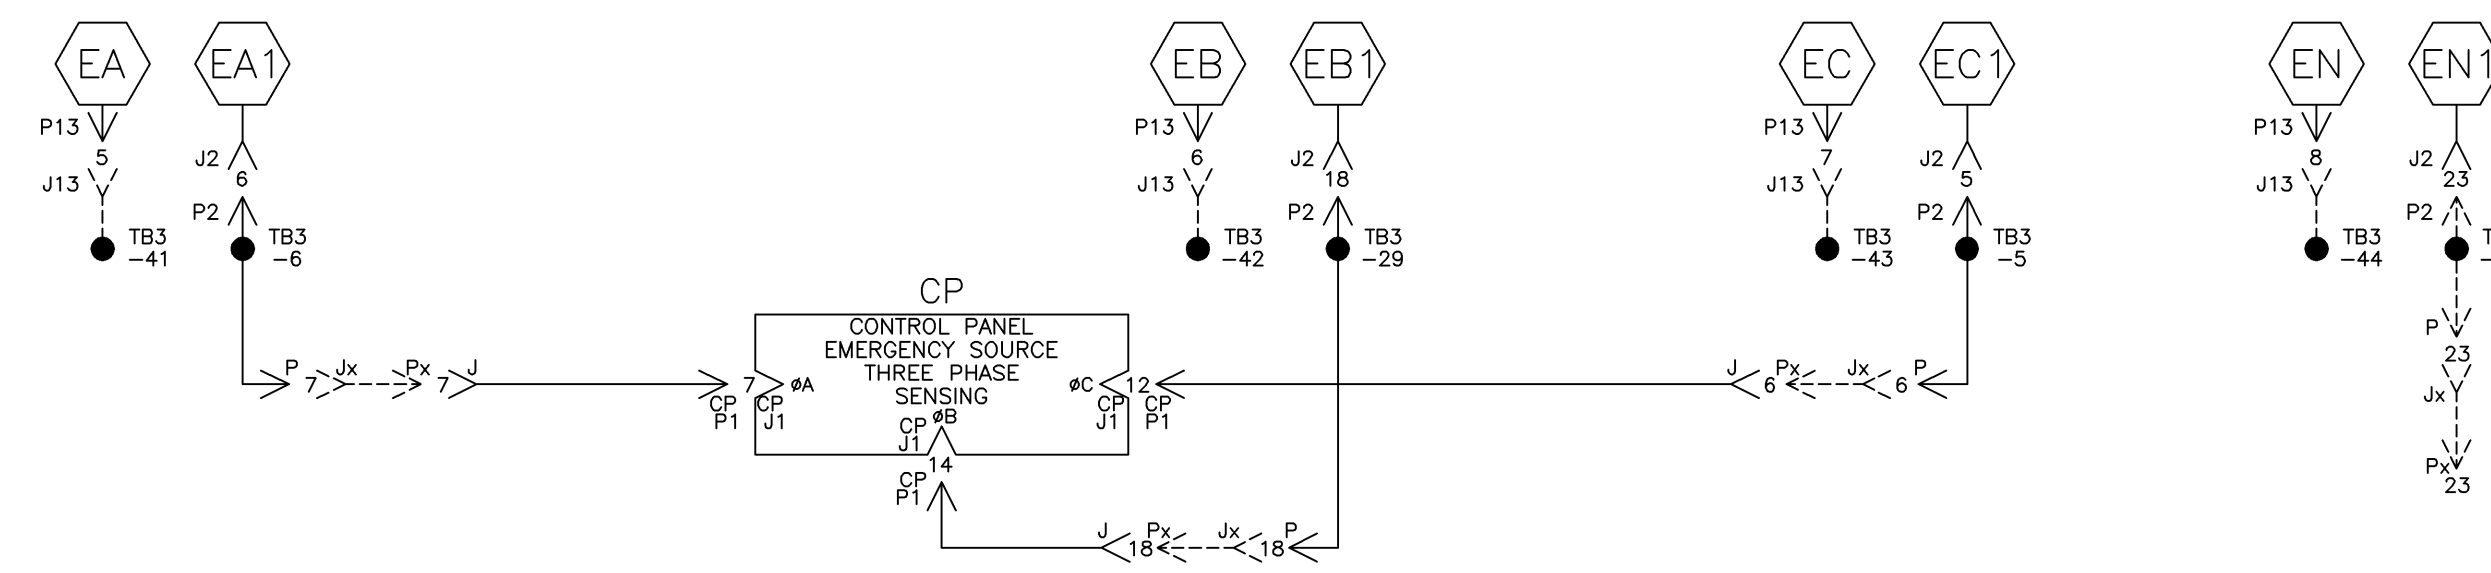 EA
EA1
EB
EB1
EC
EC1
EN
EN1
P13
P13
P13
P13
5
J2
6
J2
7
J2
8
J2
J13
6
J13
18
J13
5
J13
23
P2
P2
P2
P2
TB3
-41
TB3
-6
TB3
-42
TB3
-29
TB3
-43
TB3
-5
TB3
-44
CP
CONTROL PANEL
EMERGENCY SOURCE
THREE PHASE
SENSING
P
23
P
7
Jx
Px
7
J
7
øA
øC
12
J
6
Px
Jx
6
P
Jx
CP
P1
CP
J1
CP
J1
CP
P1
øB
CP
J1
14
CP
P1
Px
23
J
18
Px
Jx
18
P